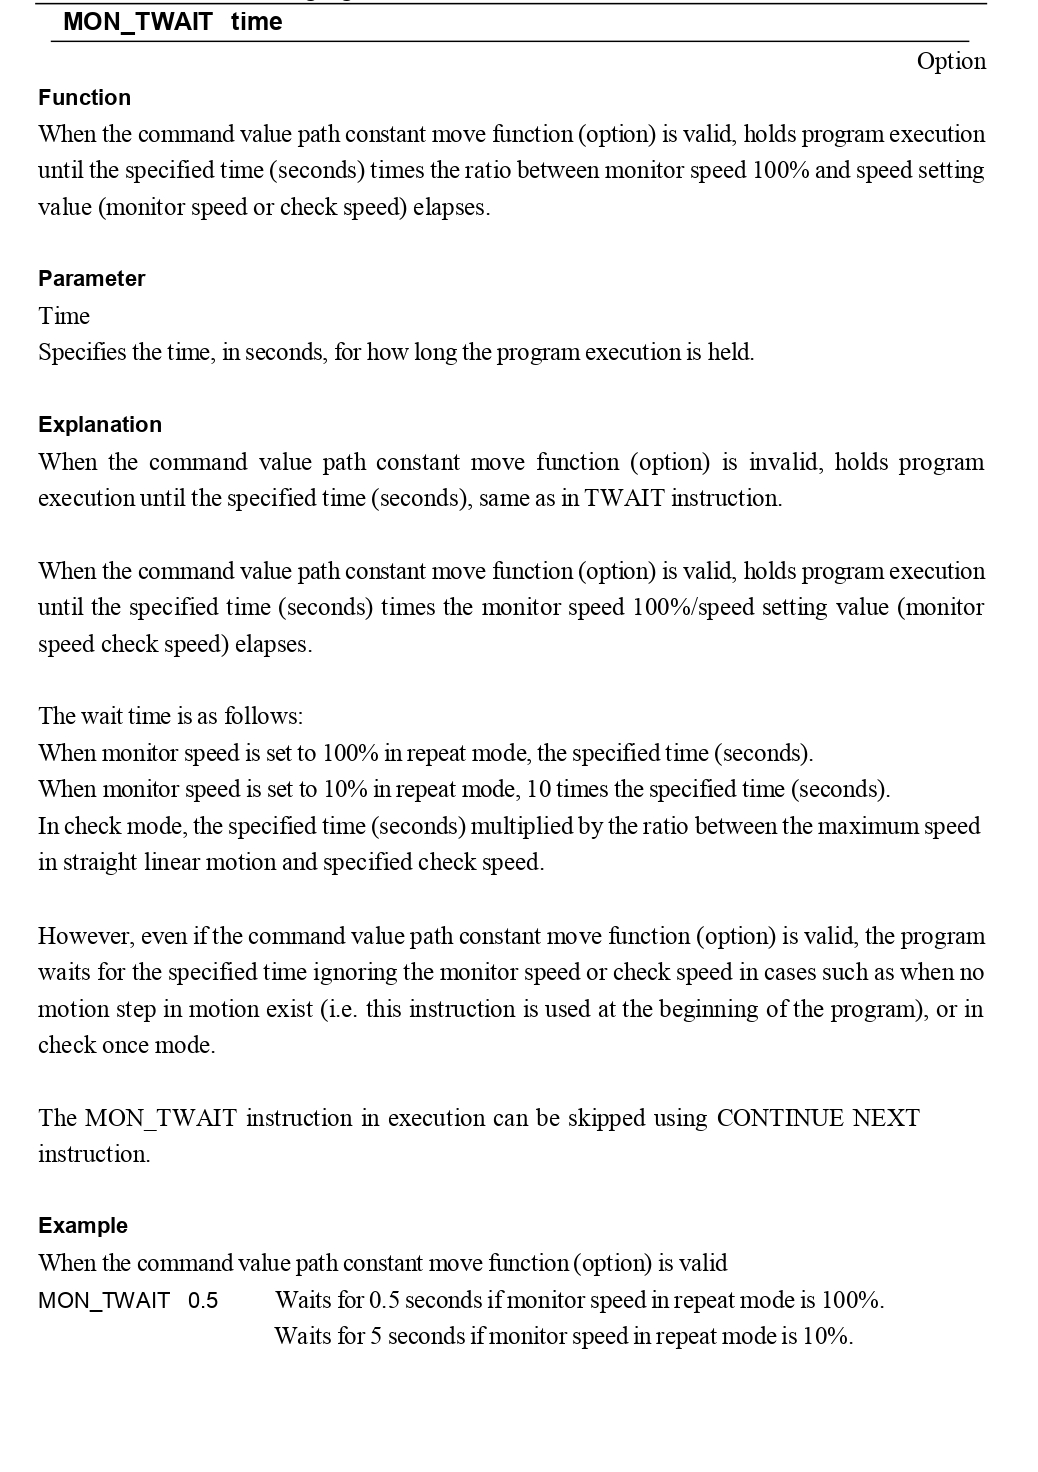 MON_TWAIT time
Option
Function
When the command value path constant move function (option) is valid, holds program execution
until the specified time (seconds) times the ratio between monitor speed 100% and speed setting
value (monitor speed or check speed) elapses.
Parameter
Time
Specifies the time, in seconds, for how long the program execution is held.
Explanation
When the command value path constant move function (option) is invalid, holds program
execution until the specified time (seconds), same as in TWAIT instruction.
When the command value path constant move function (option) is valid, holds program execution
until the specified time (seconds) times the monitor speed 100%/speed setting value (monitor
speed check speed) elapses.
The wait time is as follows:
When monitor speed is set to 100% in repeat mode, the specified time (seconds).
When monitor speed is set to 10% in repeat mode, 10 times the specified time (seconds).
In check mode, the specified time (seconds) multiplied by the ratio between the maximum speed
in straight linear motion and specified check speed.
However, even if the command value path constant move function (option) is valid, the program
waits for the specified time ignoring the monitor speed or check speed in cases such as when no
motion step in motion exist (i.e. this instruction is used at the beginning of the program), or in
check once mode.
The MON_TWAIT instruction in execution can be skipped using CONTINUE NEXT
instruction.
Example
When the command value path constant move function (option) is valid
MON_TWAIT 0.5 Waits for 0.5 seconds if monitor speed in repeat mode is 100%.
Waits for 5 seconds if monitor speed in repeat mode is 10%.